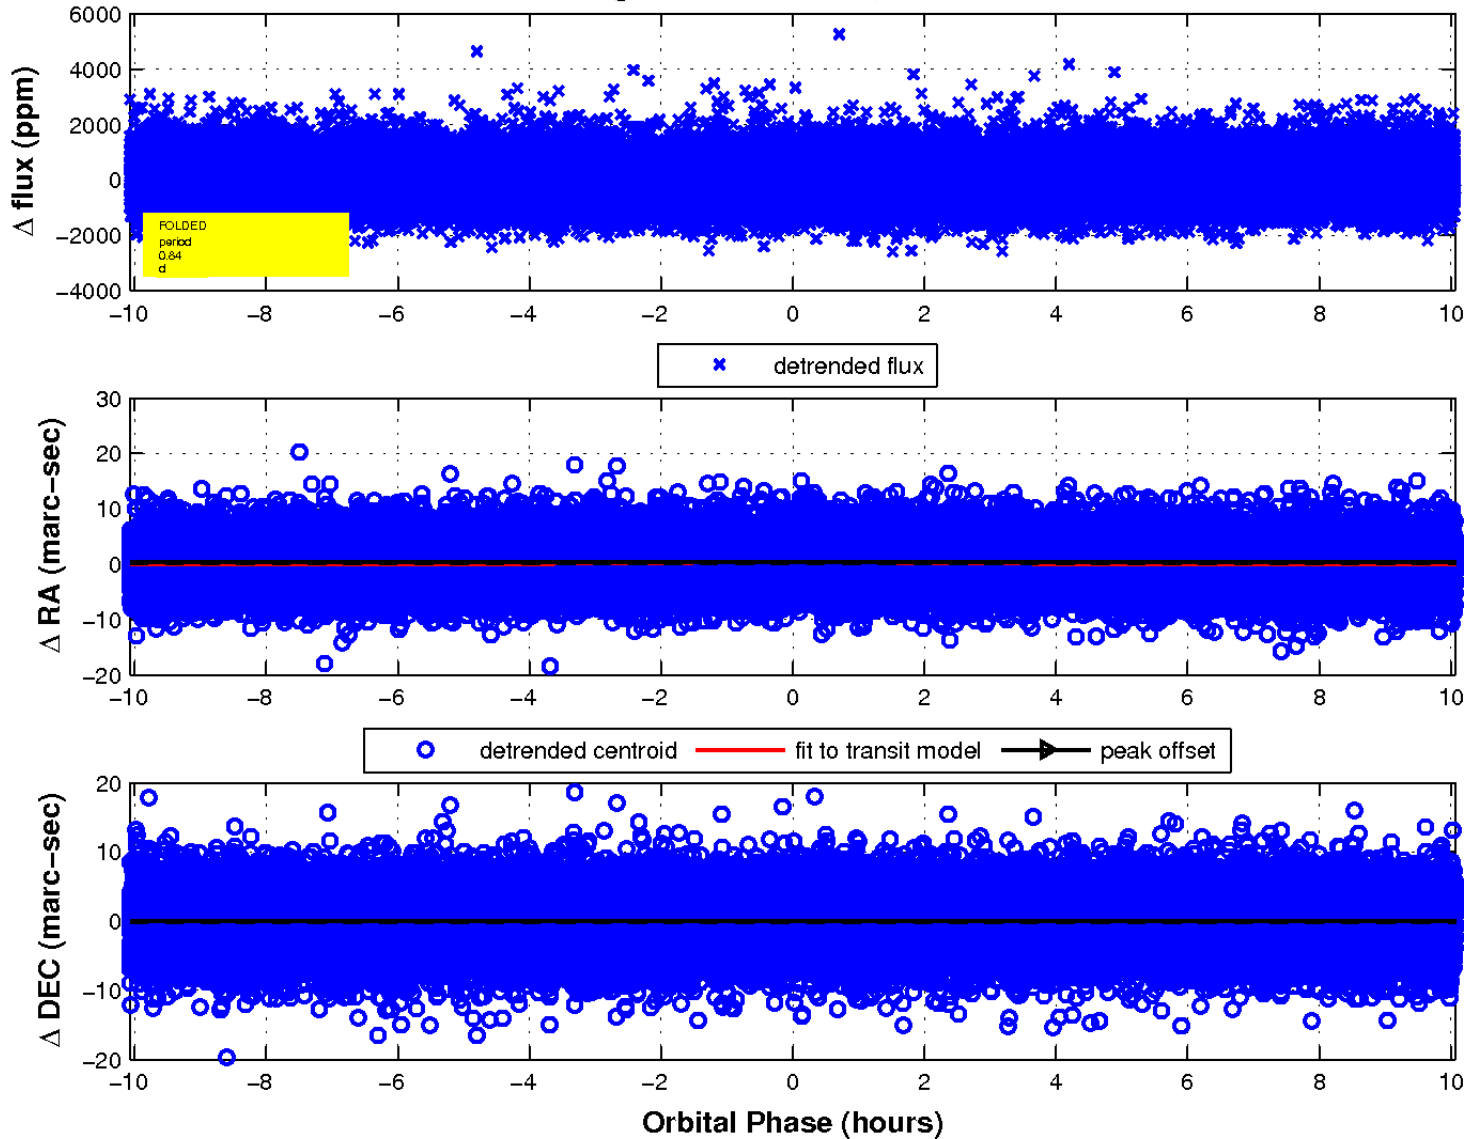 6000
4000
2000
0
−2000
−4000
Δ flux (ppm)
FOLDED
period
0.84
d
−10 −8 −6 −4 −2 0 2 4 6 8 10
detrended flux
30
20
10
0
−10
−20
Δ RA (marc−sec)
−10 −8 −6 −4 −2 0 2 4 6 8 10
detrended centroid fit to transit model peak offset
20
10
0
−10
−20
Δ DEC (marc−sec)
−10 −8 −6 −4 −2 0 2 4 6 8 10
Orbital Phase (hours)